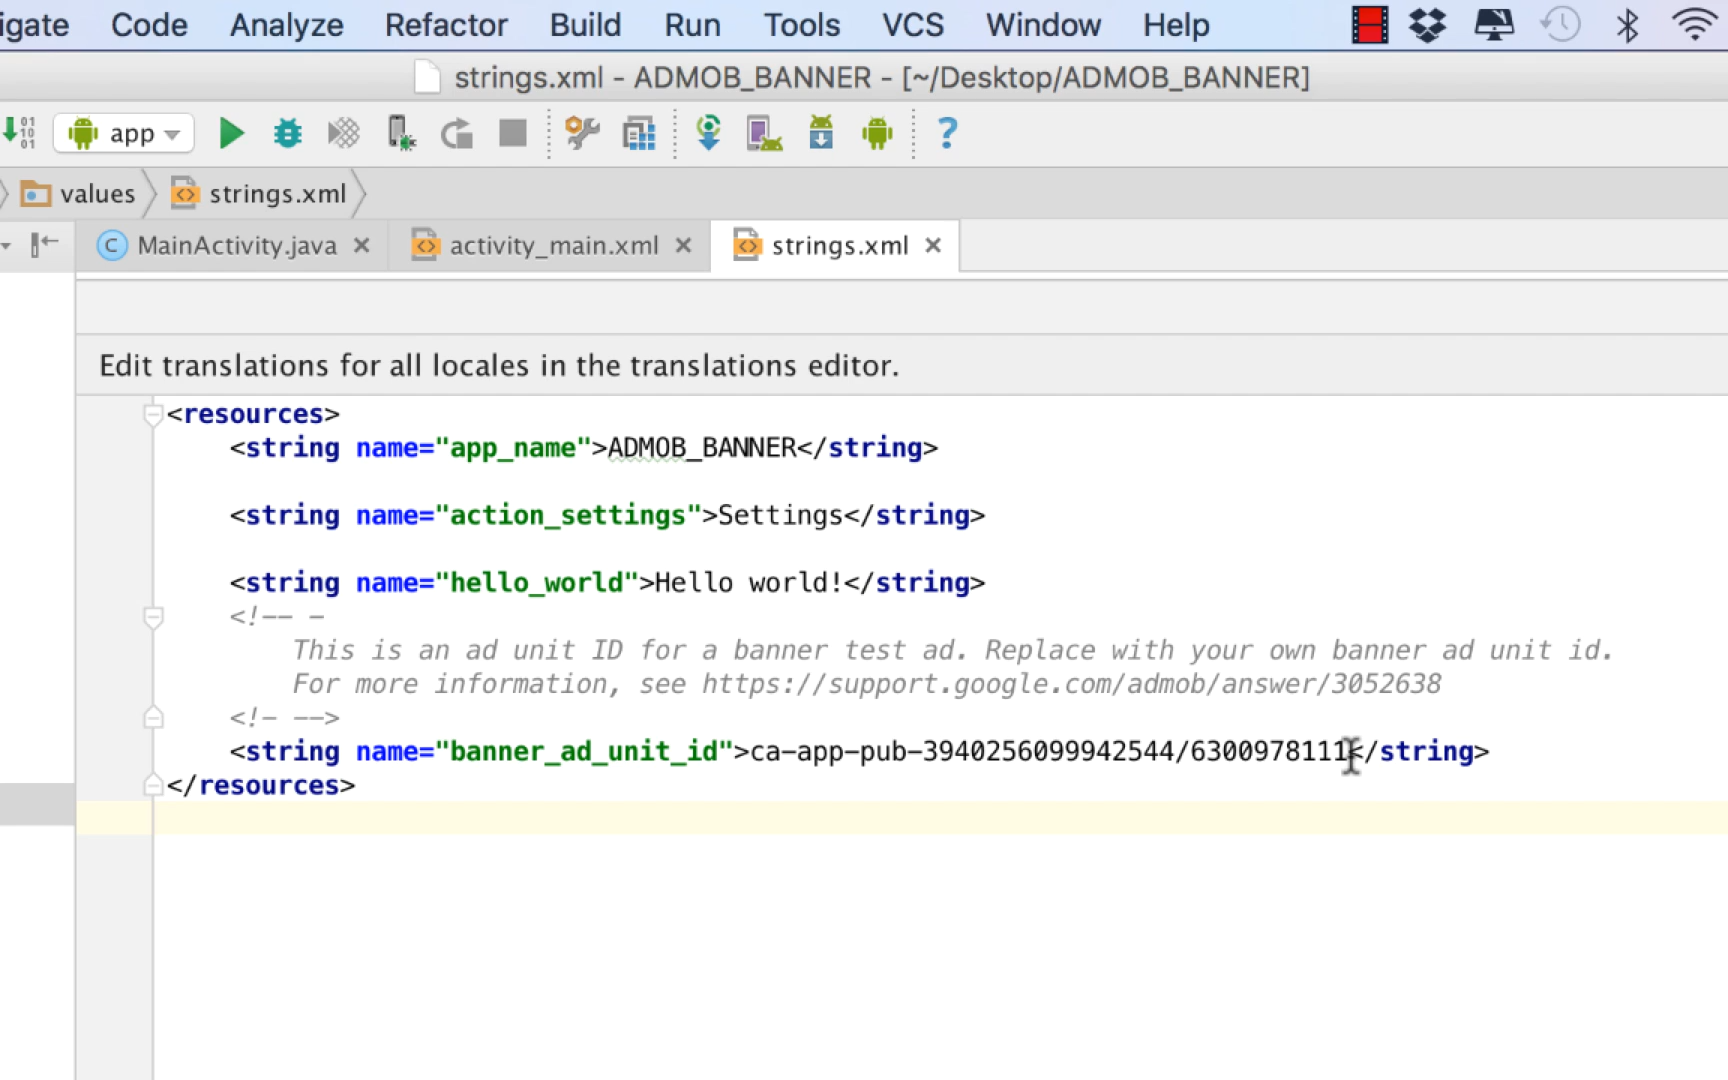 igate Code Analyze Refactor Build Run Tools VCS Window Help
strings.xml - ADMOB_BANNER - [~/Desktop/ADMOB_BANNER]
app ?
values strings.xml
MainActivity.java activity_main.xml strings.xml
Edit translations for all locales in the translations editor.
<resources>
    <string name="app_name">ADMOB_BANNER</string>
    <string name="action_settings">Settings</string>
    <string name="hello_world">Hello world!</string>
    <!-- -
        This is an ad unit ID for a banner test ad. Replace with your own banner ad unit id.
        For more information, see https://support.google.com/admob/answer/3052638
    <!- -->
    <string name="banner_ad_unit_id">ca-app-pub-3940256099942544/6300978111</string>
</resources>